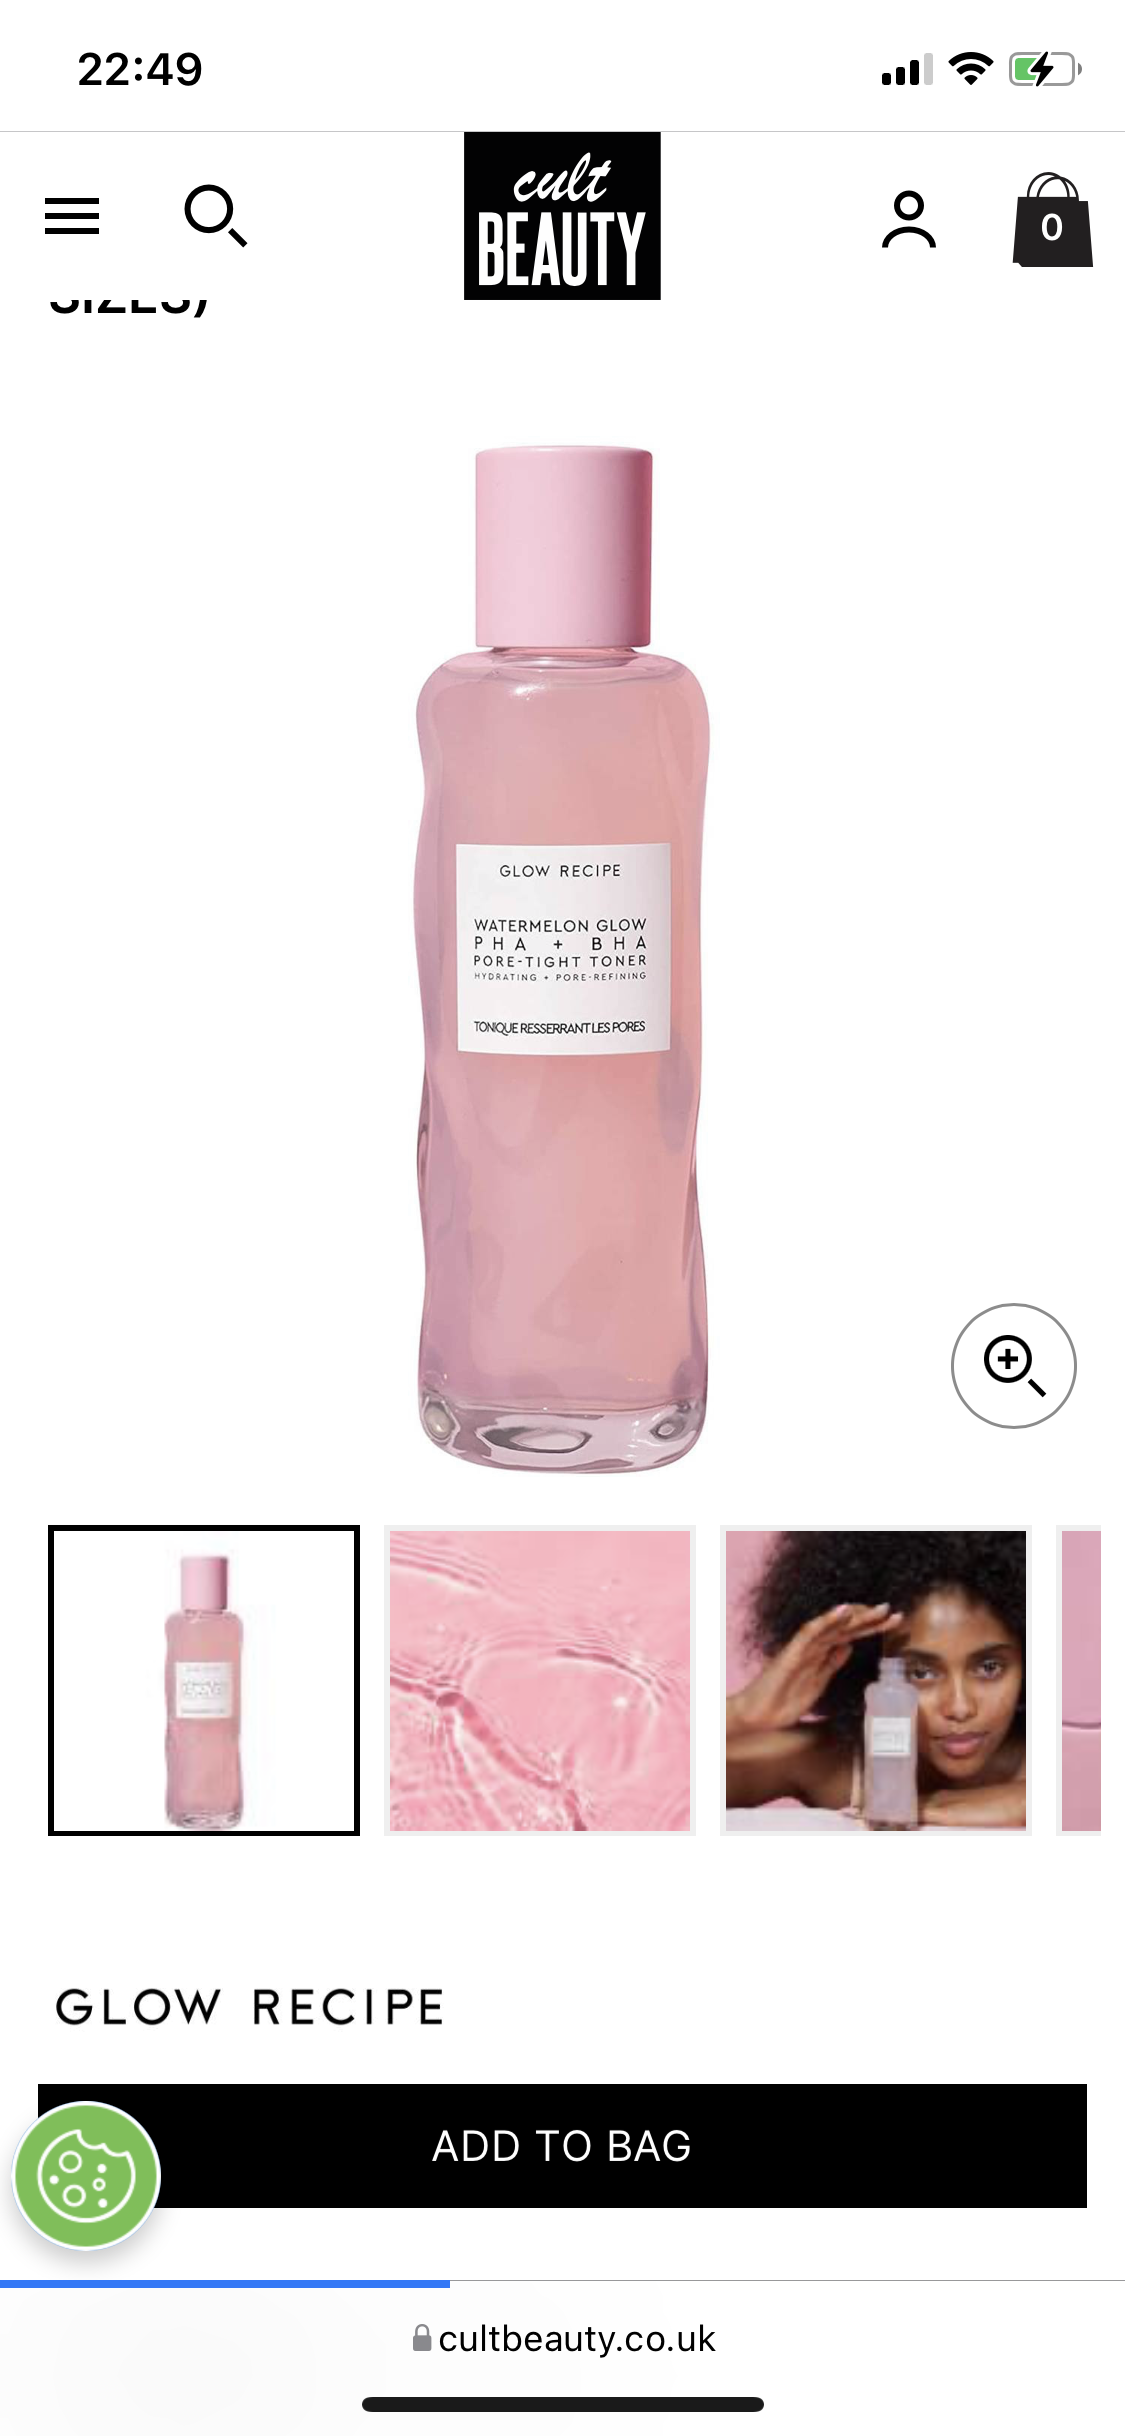 22:49
cult
BEAUTY
0
SIZES)
GLOW RECIPE
WATERMELON GLOW
PHA + BHA
PORE-TIGHT TONER
HYDRATING + PORE-REFINING
TONIQUE RESSERRANT LES PORES
GLOW RECIPE
ADD TO BAG
cultbeauty.co.uk